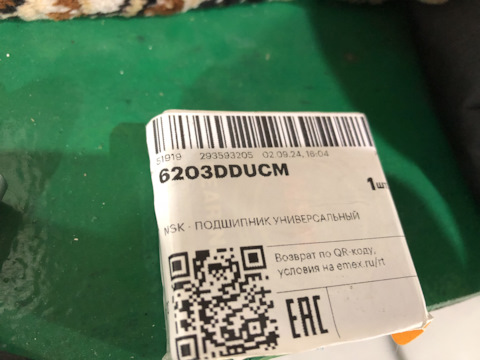 S1919 293593205 02.09.24, 16:04
6203DDUCM
1 шт
NSK - ПОДШИПНИК УНИВЕРСАЛЬНЫЙ
Возврат по QR-коду,
условия на emex.ru/rt
EAC